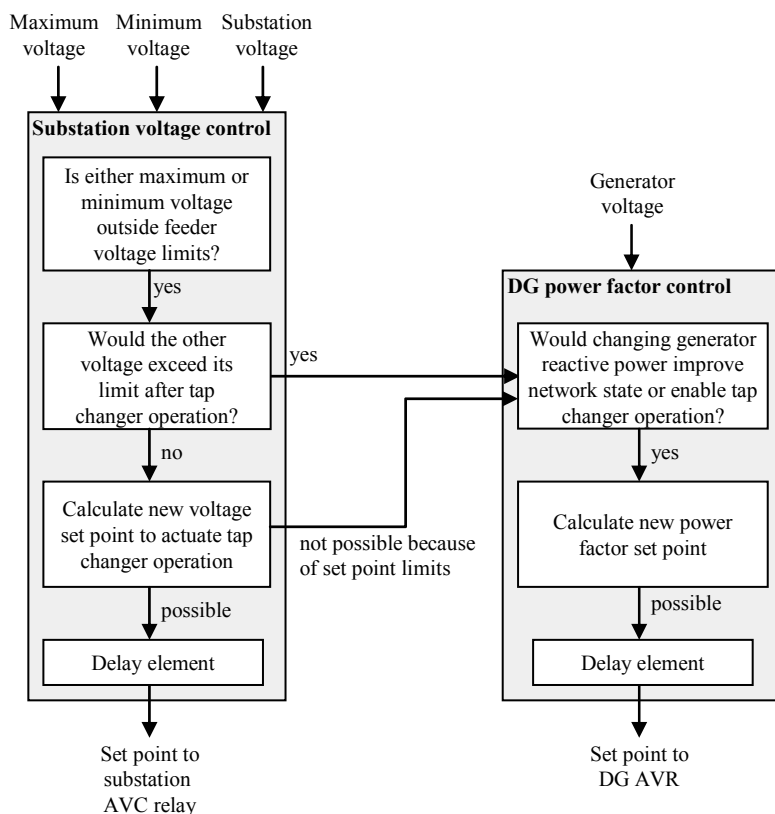 Maximum
voltage
Minimum
voltage
Substation
voltage
Substation voltage control
Is either maximum or
minimum voltage
outside feeder
voltage limits?
yes
Would the other
voltage exceed its
limit after tap
changer operation?
yes
no
Calculate new voltage
set point to actuate tap
changer operation
not possible because
of set point limits
possible
Delay element
Set point to
substation
AVC relay
Generator
voltage
DG power factor control
Would changing generator
reactive power improve
network state or enable tap
changer operation?
yes
Calculate new power
factor set point
possible
Delay element
Set point to
DG AVR